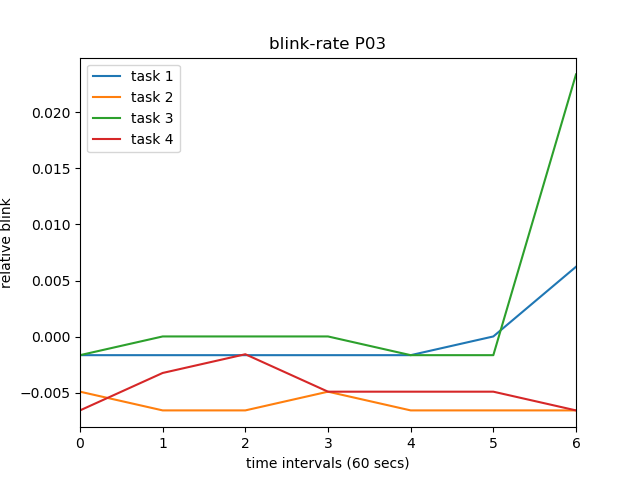 blink-rate P03
task 1
task 2
task 3
task 4
relative blink
0.020
0.015
0.010
0.005
0.000
−0.005
0 1 2 3 4 5 6
time intervals (60 secs)